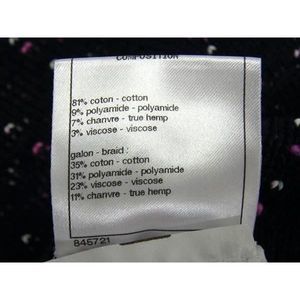 COMPOSITION
81% coton - cotton
9% polyamide - polyamide
7% chanvre - true hemp
3% viscose - viscose
galon - braid :
35% coton - cotton
31% polyamide - polyamide
23% viscose - viscose
11% chanvre - true hemp
845721